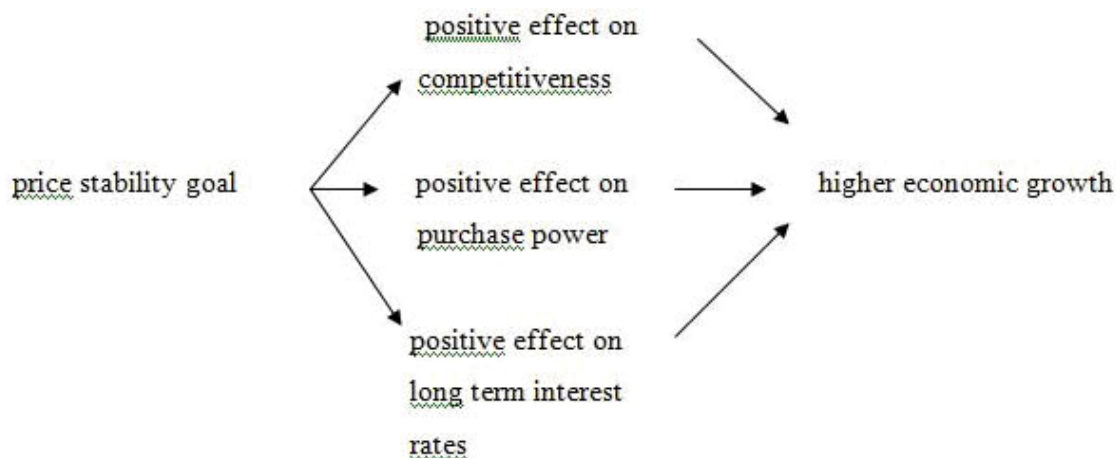 positive effect on
competitiveness
price stability goal
positive effect on
purchase power
higher economic growth
positive effect on
long term interest
rates